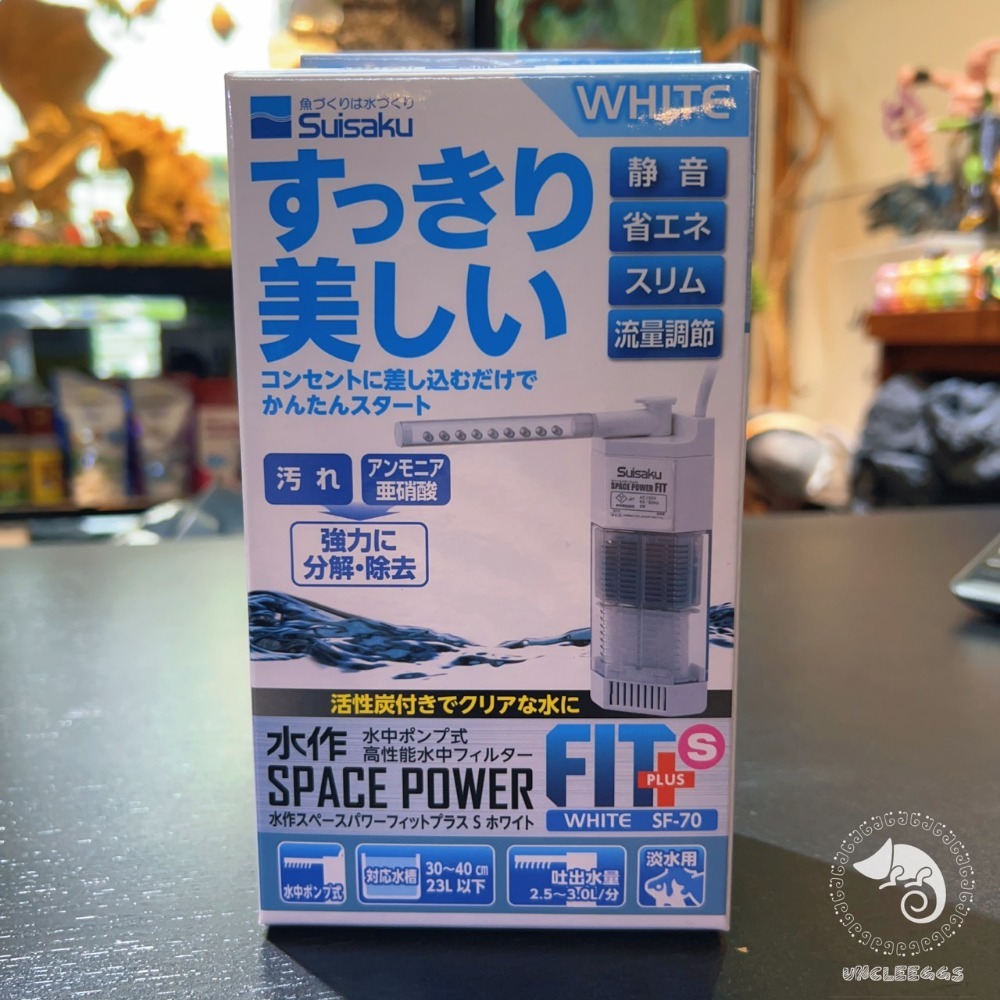 魚づくりは水づくり
Suisaku
WHITE
すっきり
美しい
静音
省エネ
スリム
流量調節
コンセントに差し込むだけで
かんたんスタート
汚れ
アンモニア
亜硝酸
強力に
分解・除去
Suisaku
SPACE POWER FIT
活性炭付きでクリアな水に
水作
水中ポンプ式
高性能水中フィルター
SPACE POWER
FIT
PLUS
S
水作スペースパワーフィットプラス S ホワイト
WHITE SF-70
水中ポンプ式
対応水槽
30〜40㎝
23L以下
吐出水量
2.5〜3.0L/分
淡水用
UNCLEEGGS